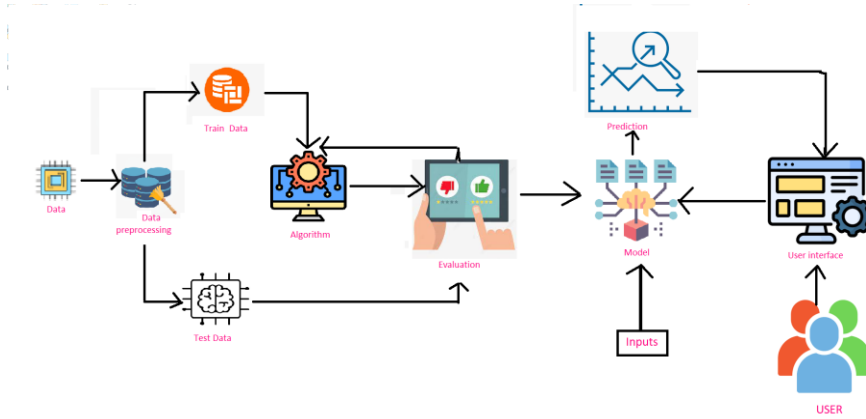 Train Data
Prediction
Data
Data
preprocessing
Algorithm
Evaluation
Model
User interface
Test Data
Inputs
USER